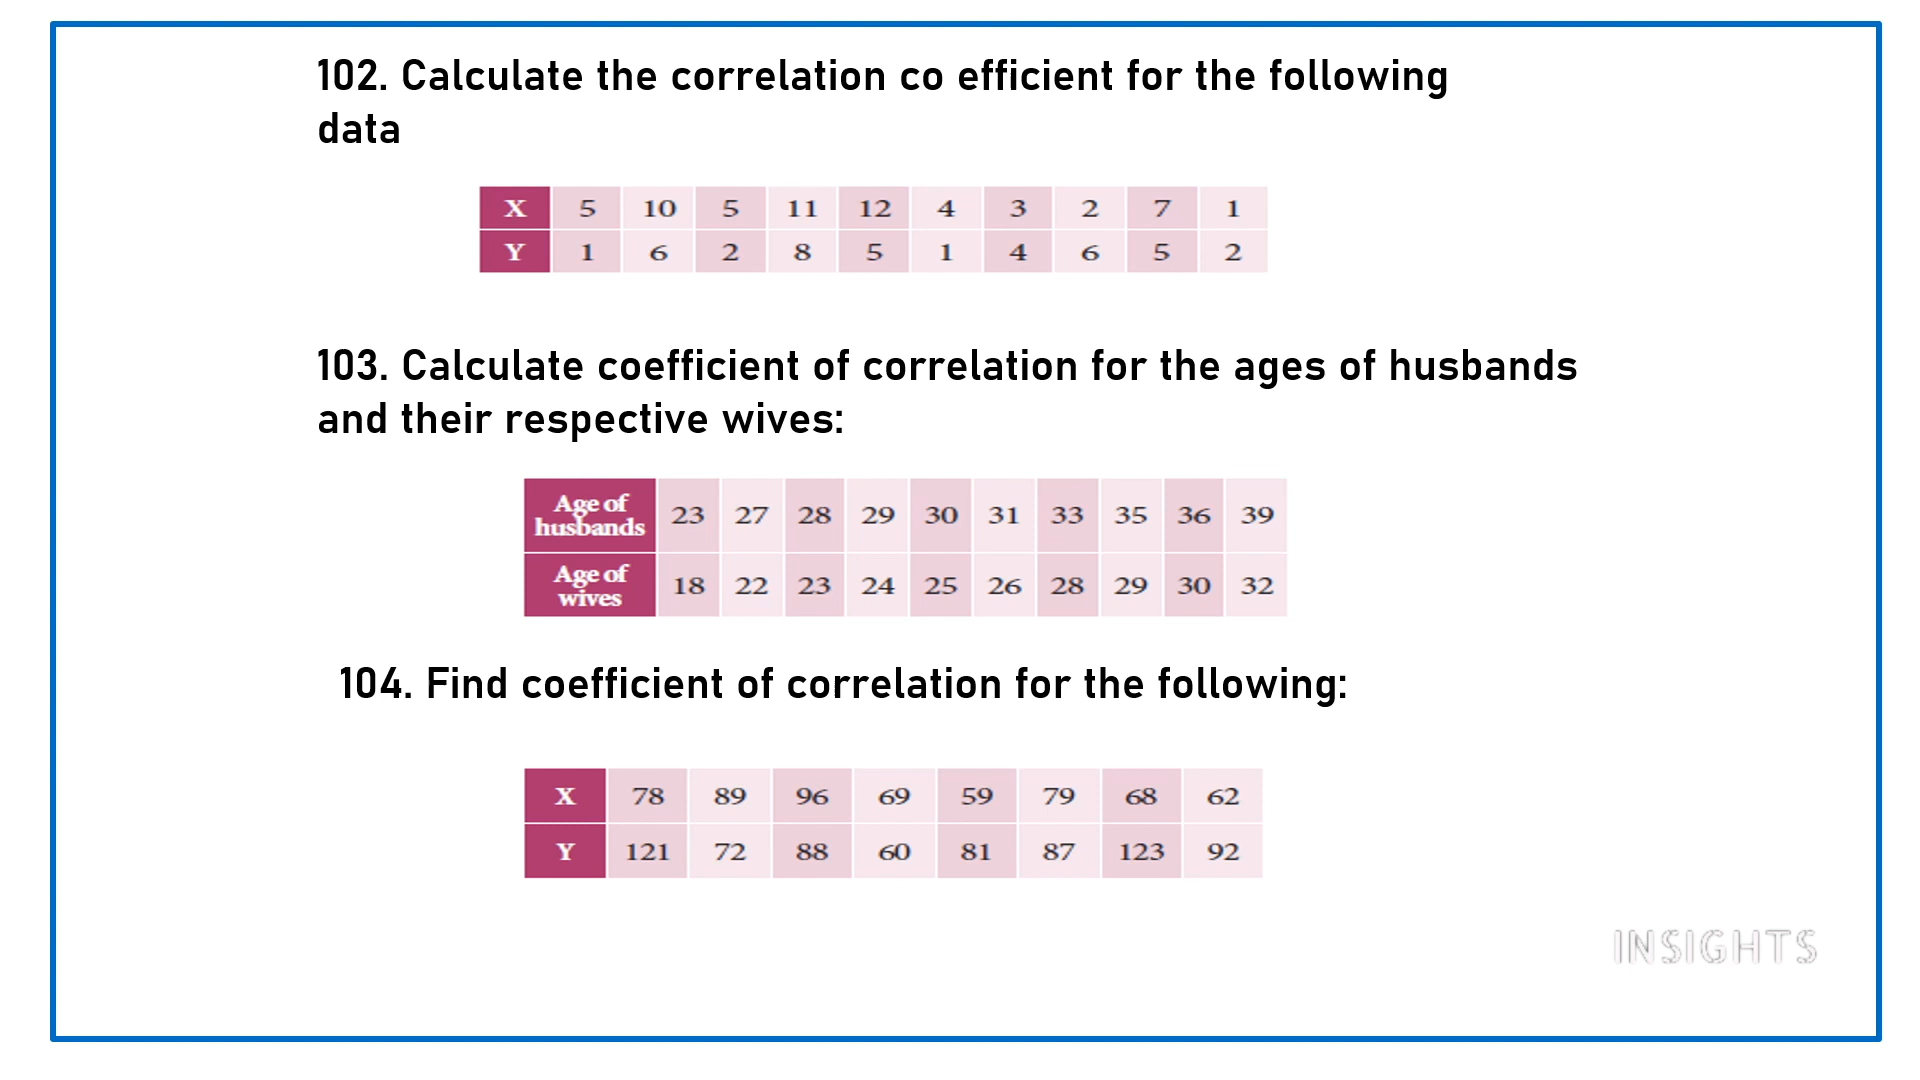 102. Calculate the correlation co efficient for the following
data
X 5 10 5 11 12 4 3 2 7 1
Y 1 6 2 8 5 1 4 6 5 2
103. Calculate coefficient of correlation for the ages of husbands
and their respective wives:
Age of
husbands 23 27 28 29 30 31 33 35 36 39
Age of
wives 18 22 23 24 25 26 28 29 30 32
104. Find coefficient of correlation for the following:
X 78 89 96 69 59 79 68 62
Y 121 72 88 60 81 87 123 92
INSIGHTS